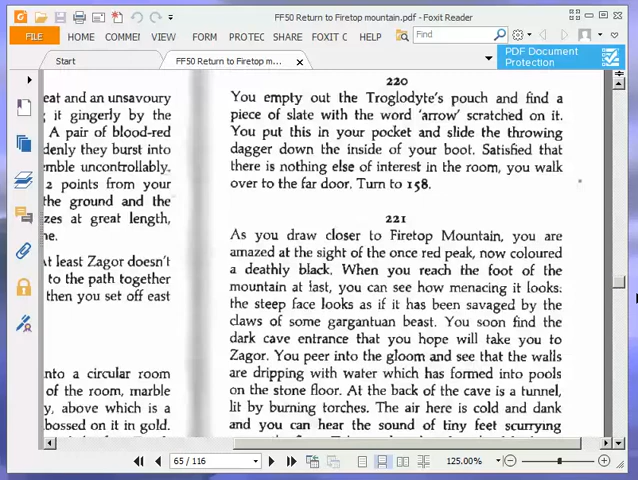 FF50 Return to Firetop mountain.pdf - Foxit Reader
FILE HOME COMMEI VIEW FORM PROTEC SHARE FOXIT C HELP Find
PDF Document
Protection
Start FF50 Return to Firetop m...
eat and an unsavoury
it gingerly by the
A pair of blood-red
denly they burst into
emble uncontrollably.
2 points from your
the ground and the
zes at great length,
ne.
At least Zagor doesn't
to the path together
then you set off east
nto a circular room
of the room, marble
y, above which is a
bossed on it in gold.
220
You empty out the Troglodyte's pouch and find a
piece of slate with the word 'arrow' scratched on it.
You put this in your pocket and slide the throwing
dagger down the inside of your boot. Satisfied that
there is nothing else of interest in the room, you walk
over to the far door. Turn to 158.
221
As you draw closer to Firetop Mountain, you are
amazed at the sight of the once red peak, now coloured
a deathly black. When you reach the foot of the
mountain at last, you can see how menacing it looks:
the steep face looks as if it has been savaged by the
claws of some gargantuan beast. You soon find the
dark cave entrance that you hope will take you to
Zagor. You peer into the gloom and see that the walls
are dripping with water which has formed into pools
on the stone floor. At the back of the cave is a tunnel,
lit by burning torches. The air here is cold and dank
and you can hear the sound of tiny feet scurrying
65 / 116
125.00%